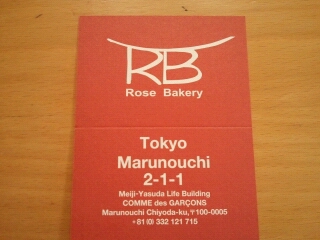 RB
Rose Bakery
Tokyo
Marunouchi
2-1-1
Meiji-Yasuda Life Building
COMME des GARÇONS
Marunouchi Chiyoda-ku,〒100-0005
+81 (0) 332 121 715